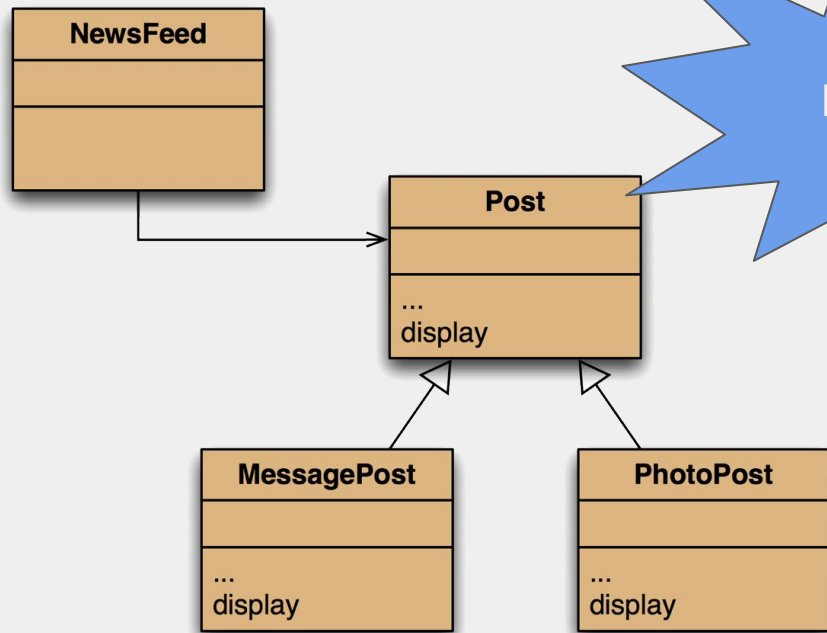 NewsFeed
Post
...
display
MessagePost
...
display
PhotoPost
...
display